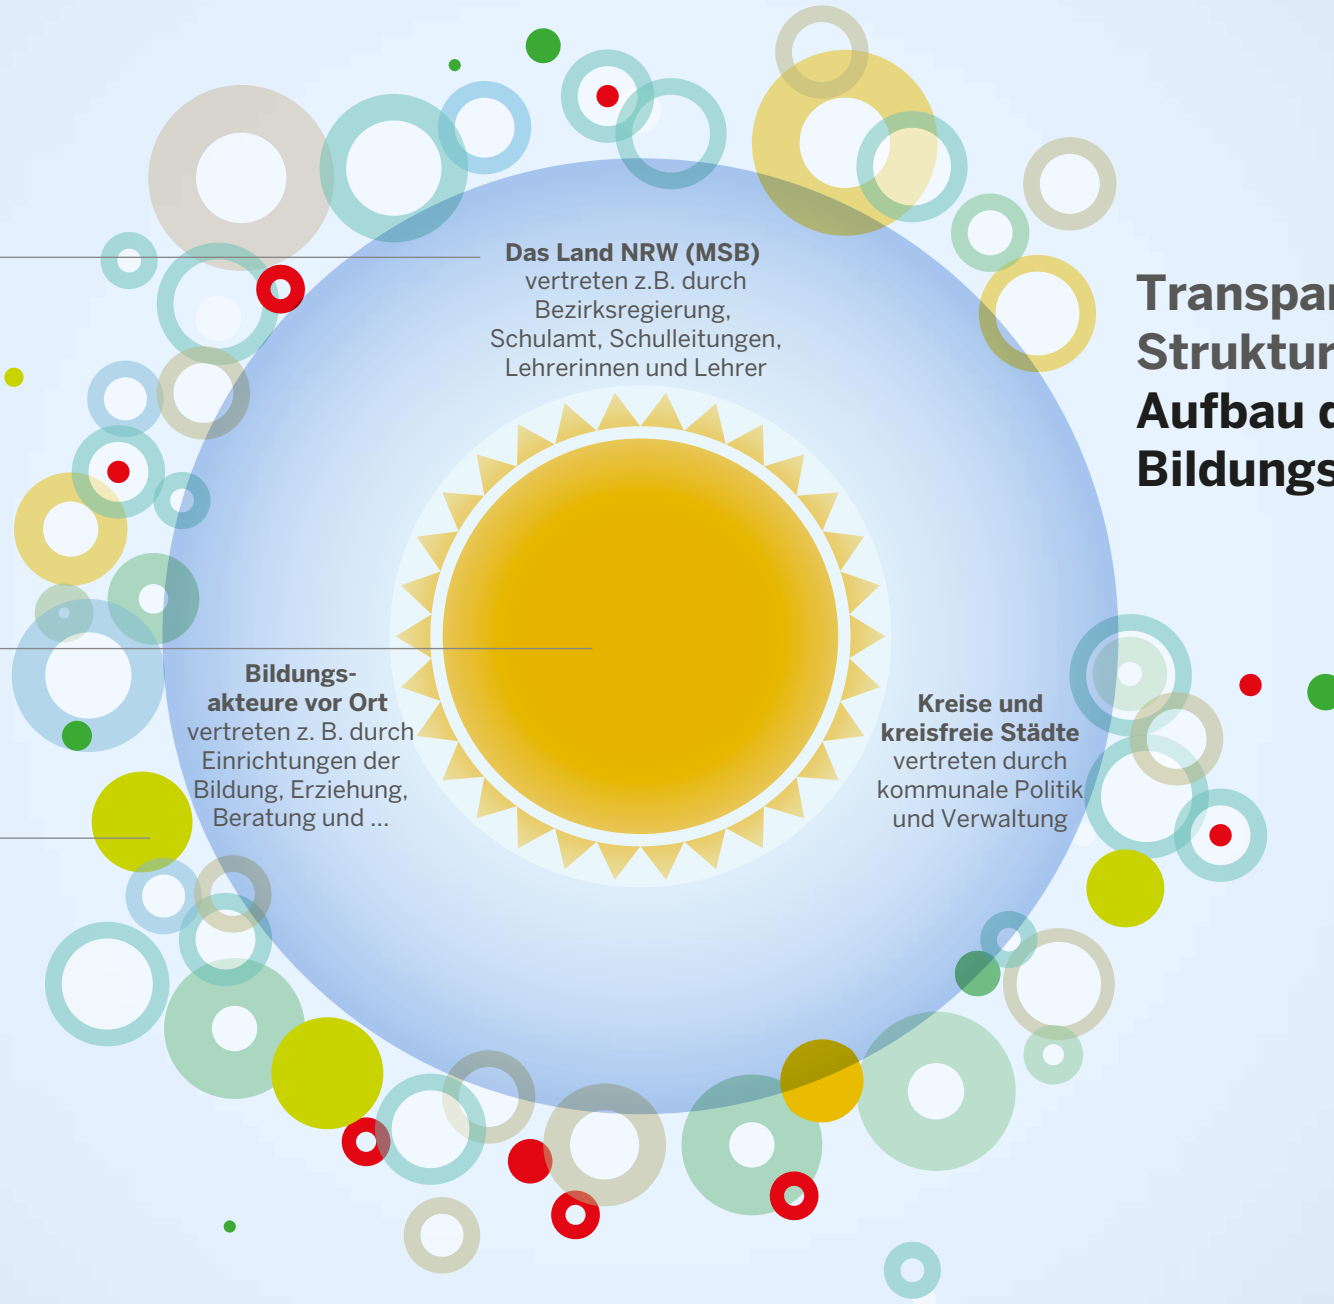 Das Land NRW (MSB)
vertreten z.B. durch
Bezirksregierung,
Schulamt, Schulleitungen,
Lehrerinnen und Lehrer
Aufbau
Bildungs-
akteure vor Ort
vertreten z. B. durch
Einrichtungen der
Bildung, Erziehung,
Beratung und ...
Kreise und
kreisfreie Städte
vertreten durch
kommunale Politik
und Verwaltung